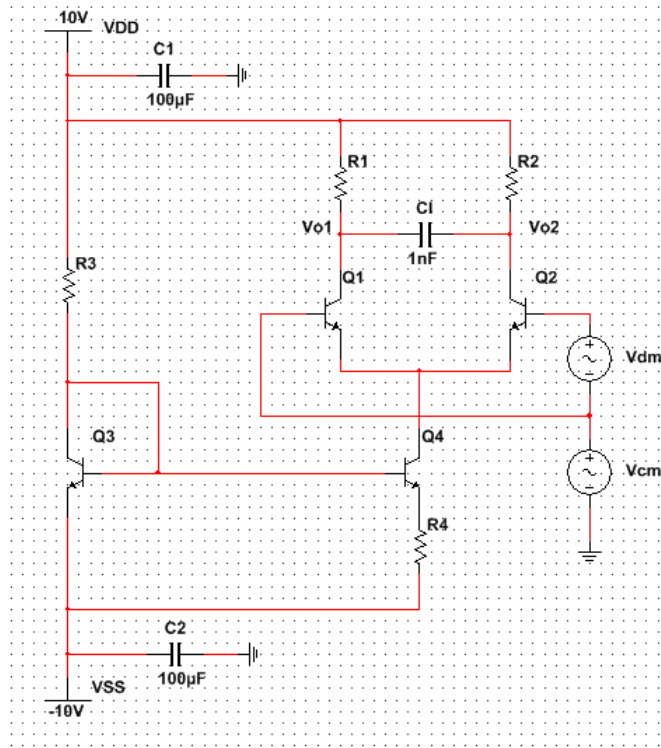 10V
VDD
C1
100µF
R1
R2
Vo1
CI
Vo2
1nF
R3
Q1
Q2
Vdm
Q3
Q4
Vcm
R4
C2
100µF
VSS
-10V